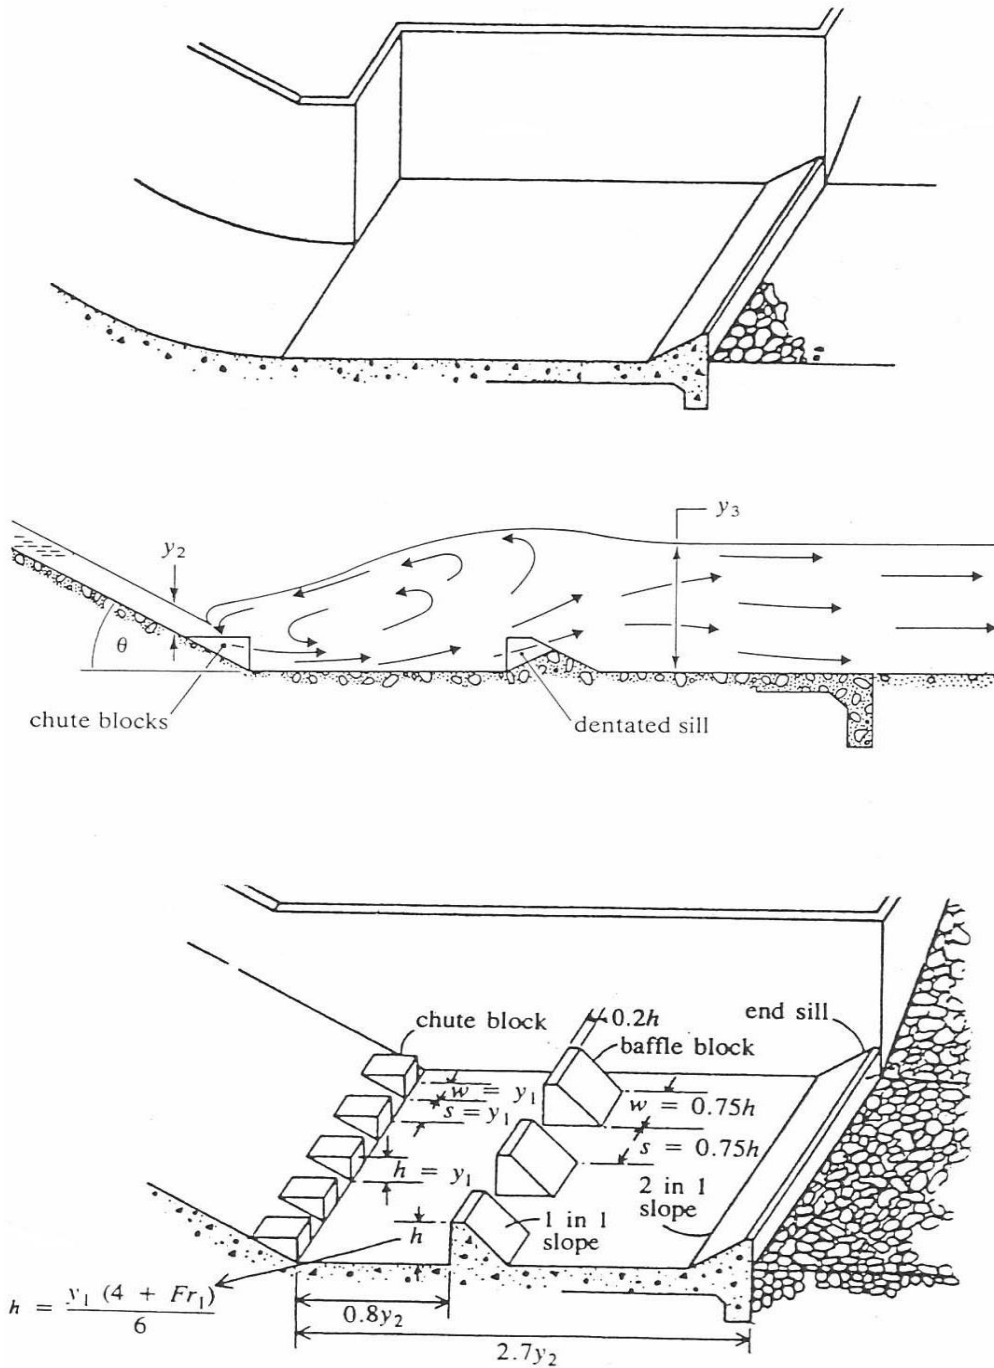 y₃
y₂
θ
chute blocks
dentated sill
chute block
0.2h
end sill
baffle block
w = y₁
s = y₁
w = 0.75h
s = 0.75h
h = y₁
2 in 1
slope
1 in 1
slope
h
h = y₁ (4 + Fr₁) / 6
0.8y₂
2.7y₂